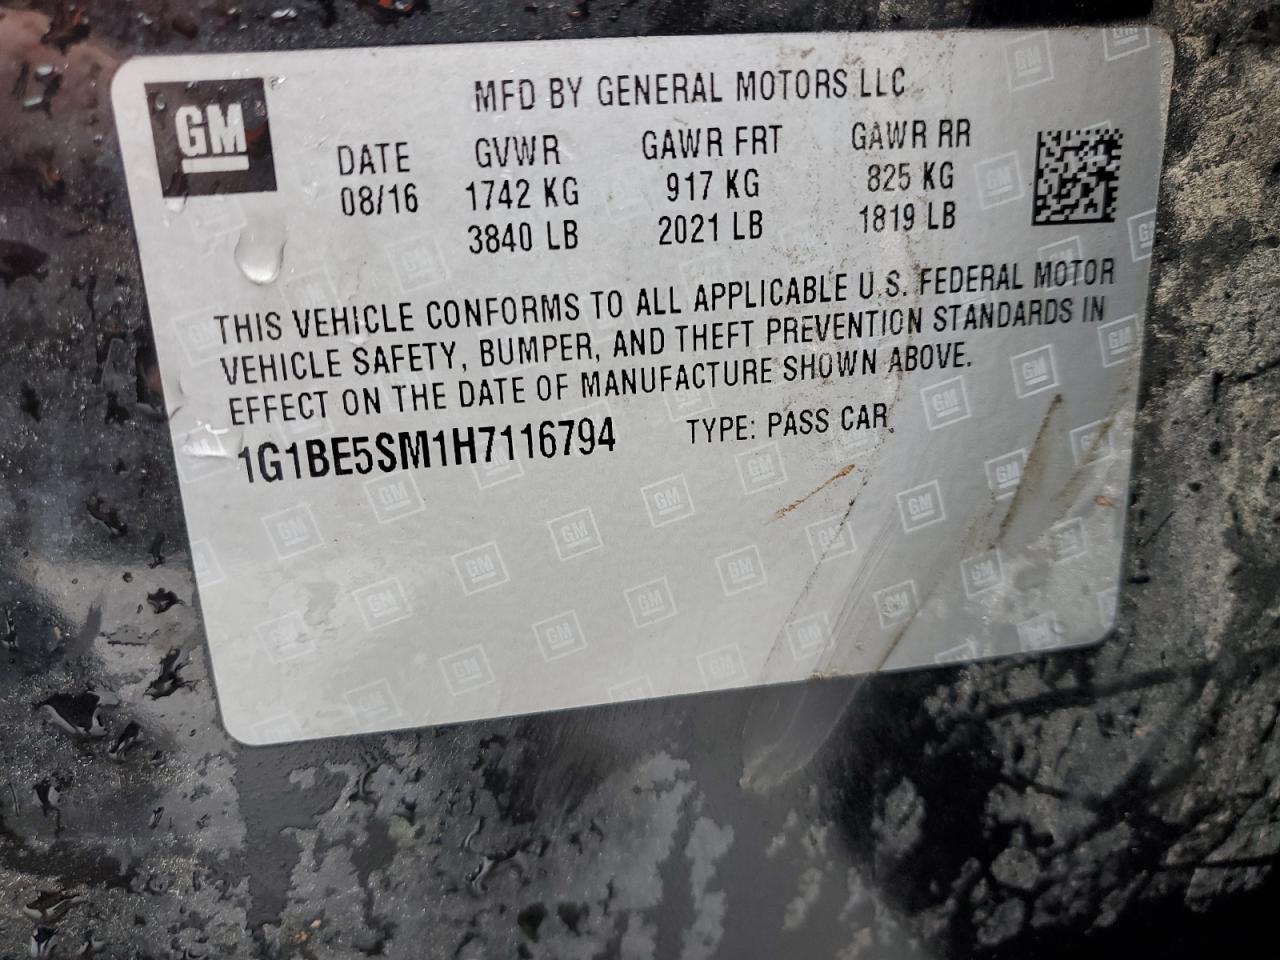 GM
MFD BY GENERAL MOTORS LLC
DATE GVWR GAWR FRT GAWR RR
08/16 1742 KG 917 KG 825 KG
3840 LB 2021 LB 1819 LB
THIS VEHICLE CONFORMS TO ALL APPLICABLE U.S. FEDERAL MOTOR
VEHICLE SAFETY, BUMPER, AND THEFT PREVENTION STANDARDS IN
EFFECT ON THE DATE OF MANUFACTURE SHOWN ABOVE.
1G1BE5SM1H7116794 TYPE: PASS CAR